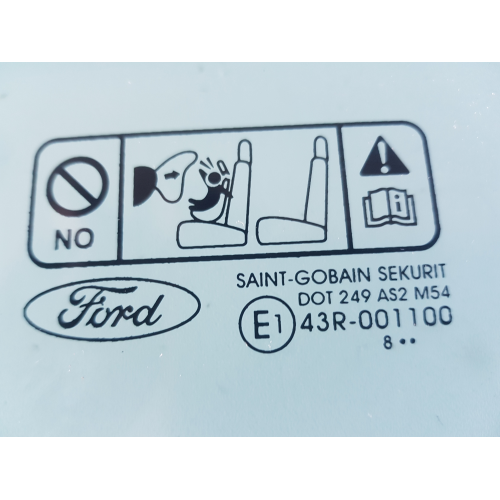 NO
Ford
SAINT-GOBAIN SEKURIT
DOT 249 AS2 M54
E1 43R-001100
8 ••